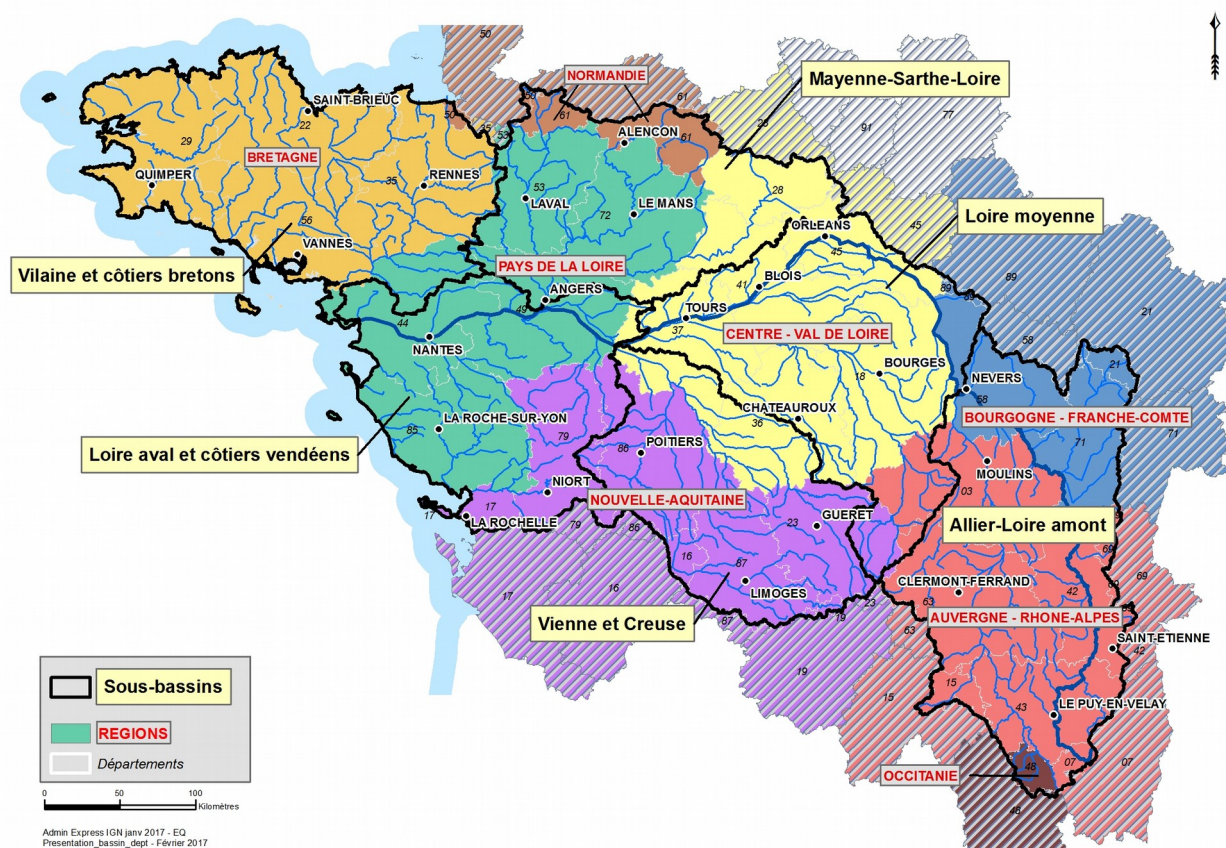 50
NORMANDIE
Mayenne-Sarthe-Loire
61
77
SAINT-BRIEUC
50
50
61
28
91
22
35
53
ALENCON
61
29
BRETAGNE
QUIMPER
35
RENNES
53
LAVAL
28
72
LE MANS
Loire moyenne
56
ORLEANS
45
VANNES
45
Vilaine et côtiers bretons
PAYS DE LA LOIRE
BLOIS
89
89
89
21
ANGERS
41
44
49
TOURS
37
CENTRE - VAL DE LOIRE
58
NANTES
BOURGES
18
NEVERS
21
58
CHATEAUROUX
BOURGOGNE - FRANCHE-COMTE
LA ROCHE-SUR-YON
85
79
36
71
71
Loire aval et côtiers vendéens
86
POITIERS
MOULINS
NIORT
NOUVELLE-AQUITAINE
03
17
17
LA ROCHELLE
79
86
23
GUERET
Allier-Loire amont
16
69
87
CLERMONT-FERRAND
42
69
69
17
16
LIMOGES
63
23
Vienne et Creuse
87
19
63
AUVERGNE - RHONE-ALPES
69
SAINT-ETIENNE
42
19
15
15
43
LE PUY-EN-VELAY
OCCITANIE
48
07
07
48
Sous-bassins
REGIONS
Départements
0 50 100
Kilomètres
Admin Express IGN janv 2017 - EQ
Presentation_bassin_dept - Février 2017